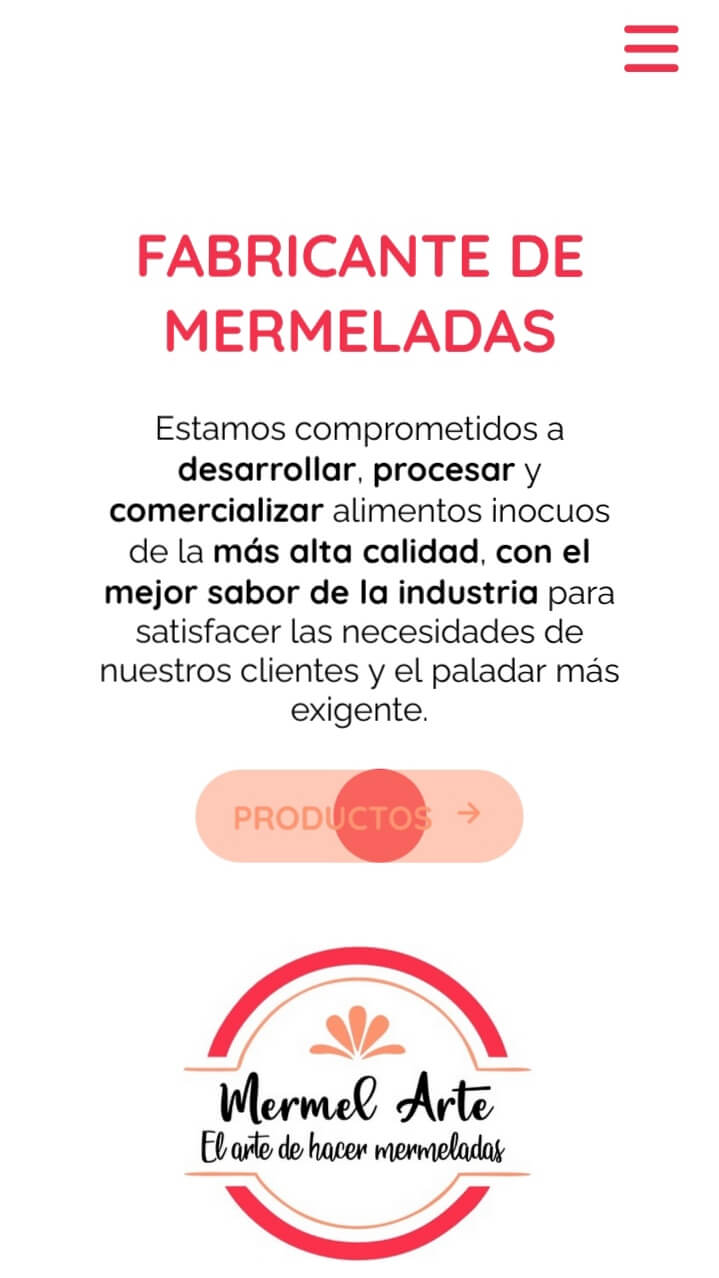 FABRICANTE DE
MERMELADAS
Estamos comprometidos a
desarrollar, procesar y
comercializar alimentos inocuos
de la más alta calidad, con el
mejor sabor de la industria para
satisfacer las necesidades de
nuestros clientes y el paladar más
exigente.
PRODUCTOS →
Mermel Arte
El arte de hacer mermeladas